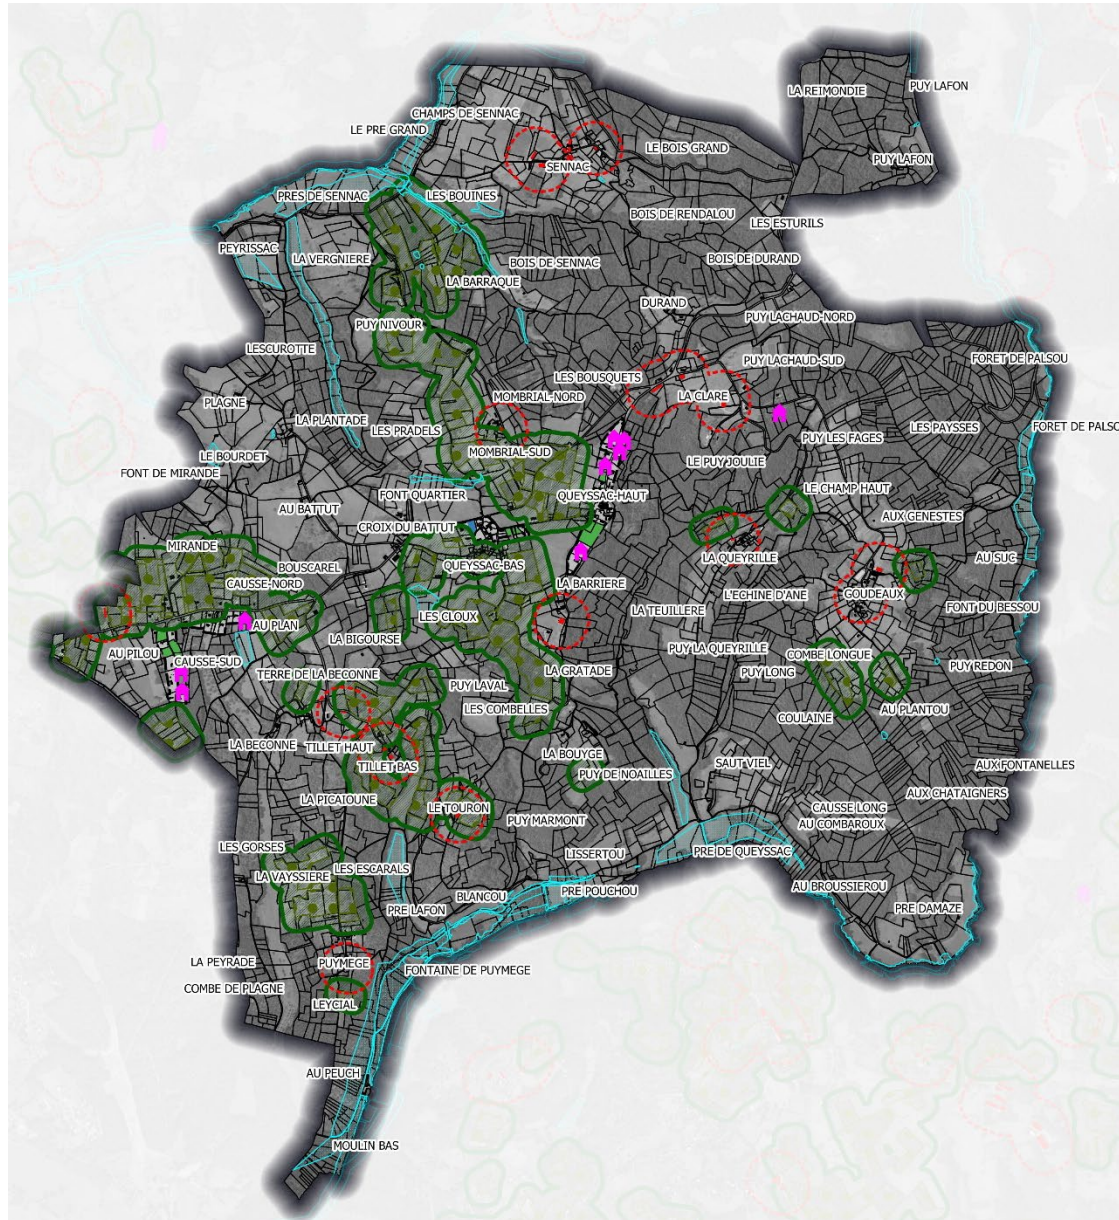 LA REIMONDIE
PUY LAFON
CHAMPS DE SENNAC
LE PRE GRAND
LE BOIS GRAND
PUY LAFON
SENNAC
PRES DE SENNAC
LES BOUINES
BOIS DE RENDALOU
LES ESTURILS
PEYRISSAC
LA VERGNIERE
BOIS DE SENNAC
BOIS DE DURAND
LA BARRAQUE
DURAND
PUY LACHAUD-NORD
PUY NIVOUR
LESCUROTTE
PUY LACHAUD-SUD
FORET DE PALSOU
LES BOUSQUETS
PLAGNE
MOMBRIAL-NORD
LA CLARE
LA PLANTADE
LES PRADELS
PUY LES FAGES
LES PAYSSES
FORET DE PALSOU
LE BOURDET
MOMBRIAL-SUD
LE PUY JOULIE
FONT DE MIRANDE
LE CHAMP HAUT
FONT QUARTIER
QUEYSSAC-HAUT
AU BATTUT
AUX GENESTES
CROIX DU BATTUT
MIRANDE
LA QUEYRILLE
AU SUC
BOUSCAREL
QUEYSSAC-BAS
CAUSSE-NORD
LA BARRIERE
L'ECHINE D'ANE
GOUDEAUX
LA TEUILLERE
FONT DU BESSOU
LES CLOUX
AU PLAN
LA BIGOURSE
PUY LA QUEYRILLE
AU PILOU
CAUSSE-SUD
COMBE LONGUE
PUY REDON
TERRE DE LA BECONNE
LA GRATADE
PUY LONG
PUY LAVAL
LES COMBELLES
AU PLANTOU
COULAINE
LA BECONNE
TILLET HAUT
LA BOUYGE
TILLET BAS
SAUT VIEL
AUX FONTANELLES
PUY DE NOAILLES
LA PICAIOUNE
AUX CHATAIGNERS
LE TOURON
CAUSSE LONG
PUY MARMONT
AU COMBAROUX
LES GORSES
LISSERTOU
PRE DE QUEYSSAC
LES ESCARALS
LA VAYSSIERE
AU BROUSSIEROU
BLANCOU
PRE POUCHOU
PRE LAFON
PRE DAMAZE
LA PEYRADE
PUYMEGE
FONTAINE DE PUYMEGE
COMBE DE PLAGNE
LEYCIAL
AU PEUCH
MOULIN BAS